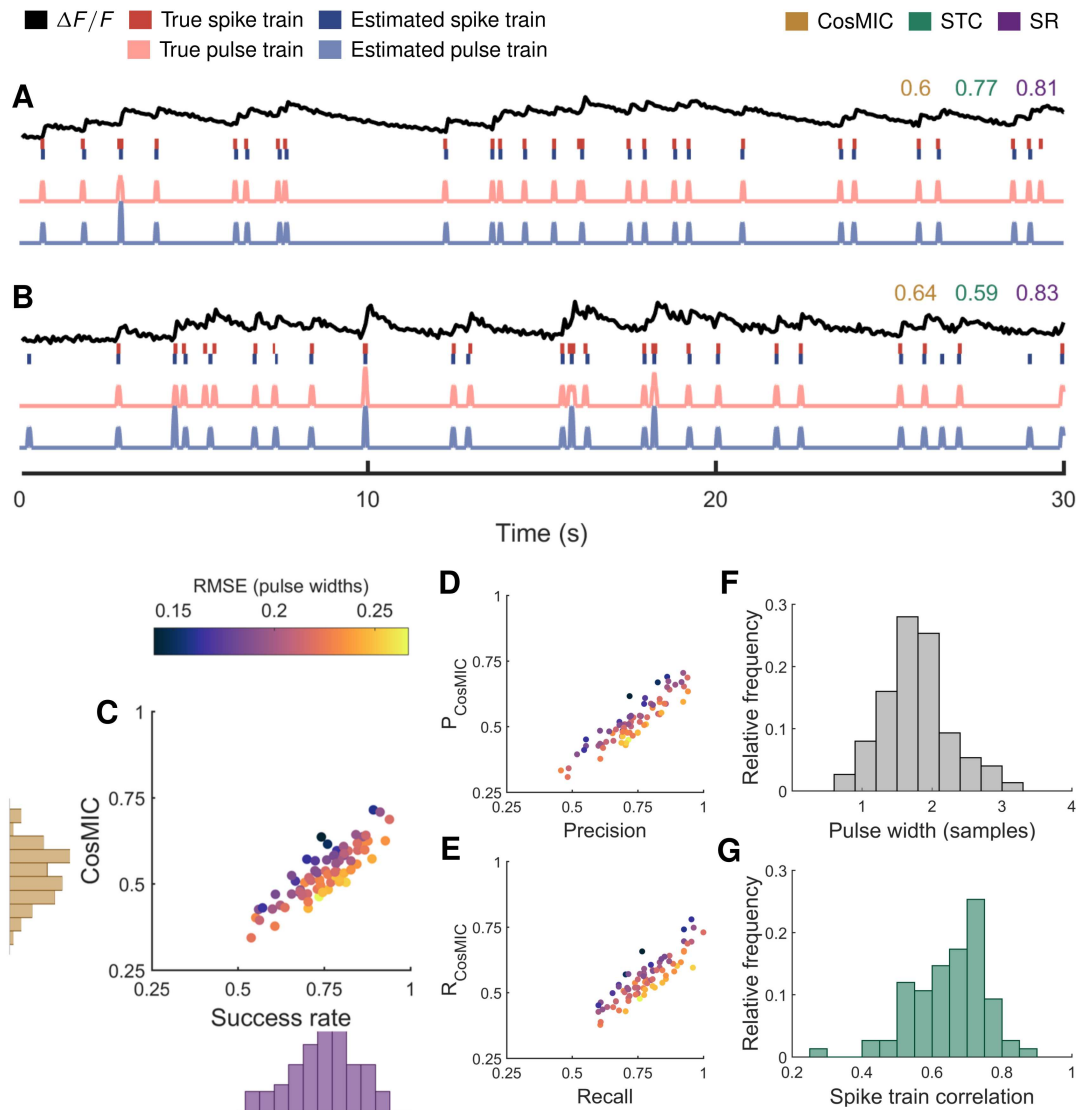 ΔF/F True spike train Estimated spike train CosMIC STC SR
True pulse train Estimated pulse train
A 0.6 0.77 0.81
B 0.64 0.59 0.83
0 10 20 30
Time (s)
RMSE (pulse widths)
0.15 0.2 0.25
C
1
0.75
0.5
0.25
CosMIC
0.25 0.5 0.75 1
Success rate
D
1
0.75
0.5
0.25
P CosMIC
0.25 0.5 0.75 1
Precision
E
1
0.75
0.5
0.25
R CosMIC
0.25 0.5 0.75 1
Recall
F
0.3
0.2
0.1
0
Relative frequency
1 2 3 4
Pulse width (samples)
G
0.3
0.2
0.1
0
Relative frequency
0.2 0.4 0.6 0.8 1
Spike train correlation